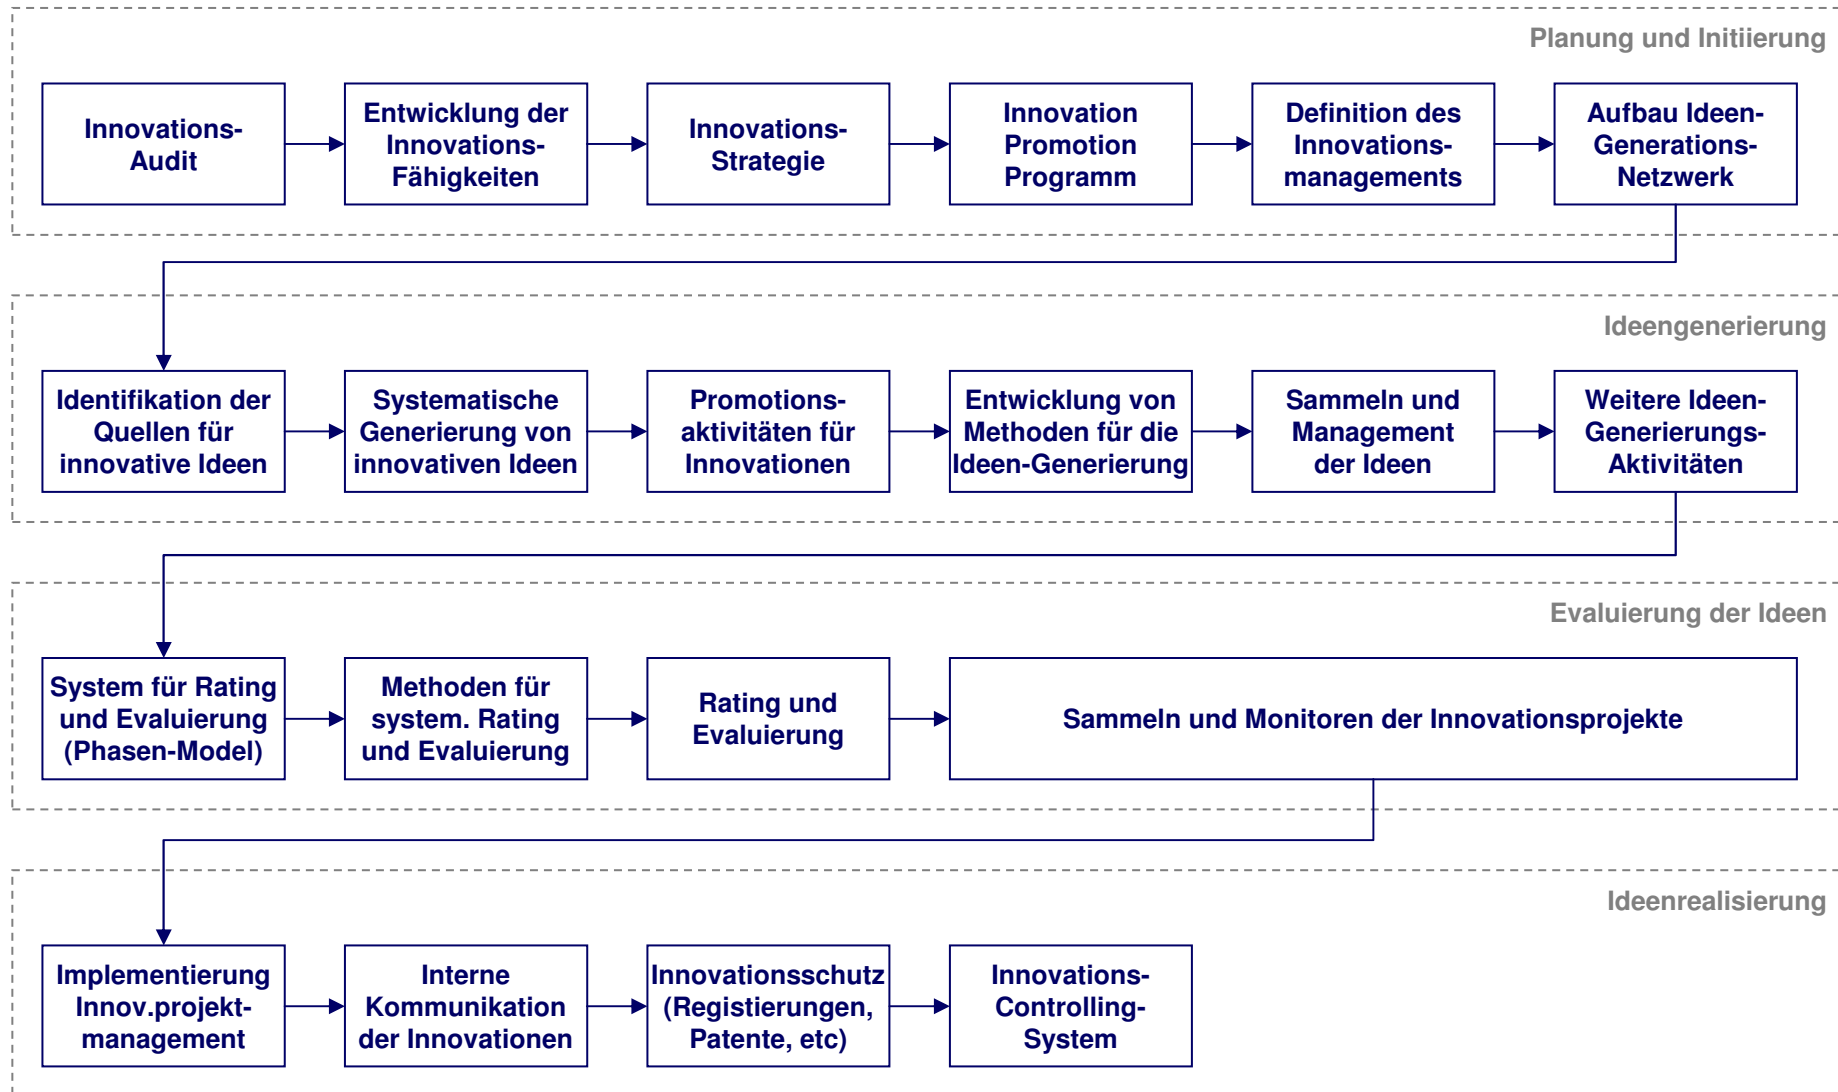 Planung und Initiierung
Innovations-
Audit
Entwicklung der
Innovations-
Fähigkeiten
Innovations-
Strategie
Innovation
Promotion
Programm
Definition des
Innovations-
managements
Aufbau Ideen-
Generations-
Netzwerk
Ideengenerierung
Identifikation der
Quellen für
innovative Ideen
Systematische
Generierung von
innovativen Ideen
Promotions-
aktivitäten für
Innovationen
Entwicklung von
Methoden für die
Ideen-Generierung
Sammeln und
Management
der Ideen
Weitere Ideen-
Generierungs-
Aktivitäten
Evaluierung der Ideen
System für Rating
und Evaluierung
(Phasen-Model)
Methoden für
system. Rating
und Evaluierung
Rating und
Evaluierung
Sammeln und Monitoren der Innovationsprojekte
Ideenrealisierung
Implementierung
Innov.projekt-
management
Interne
Kommunikation
der Innovationen
Innovationsschutz
(Registierungen,
Patente, etc)
Innovations-
Controlling-
System